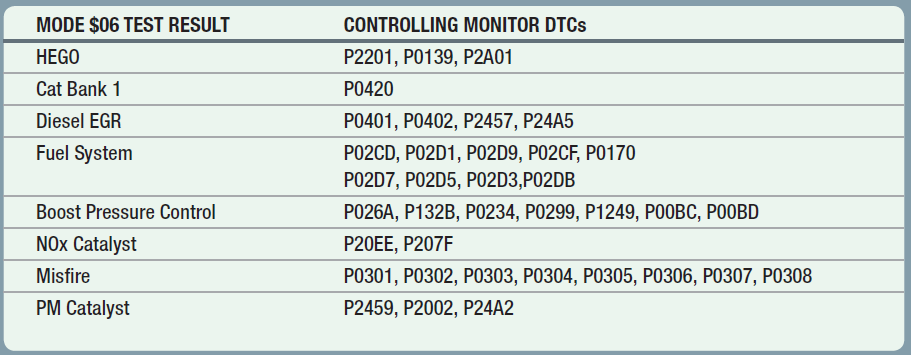 MODE $06 TEST RESULT CONTROLLING MONITOR DTCs
HEGO P2201, P0139, P2A01
Cat Bank 1 P0420
Diesel EGR P0401, P0402, P2457, P24A5
Fuel System P02CD, P02D1, P02D9, P02CF, P0170
P02D7, P02D5, P02D3,P02DB
Boost Pressure Control P026A, P132B, P0234, P0299, P1249, P00BC, P00BD
NOx Catalyst P20EE, P207F
Misfire P0301, P0302, P0303, P0304, P0305, P0306, P0307, P0308
PM Catalyst P2459, P2002, P24A2